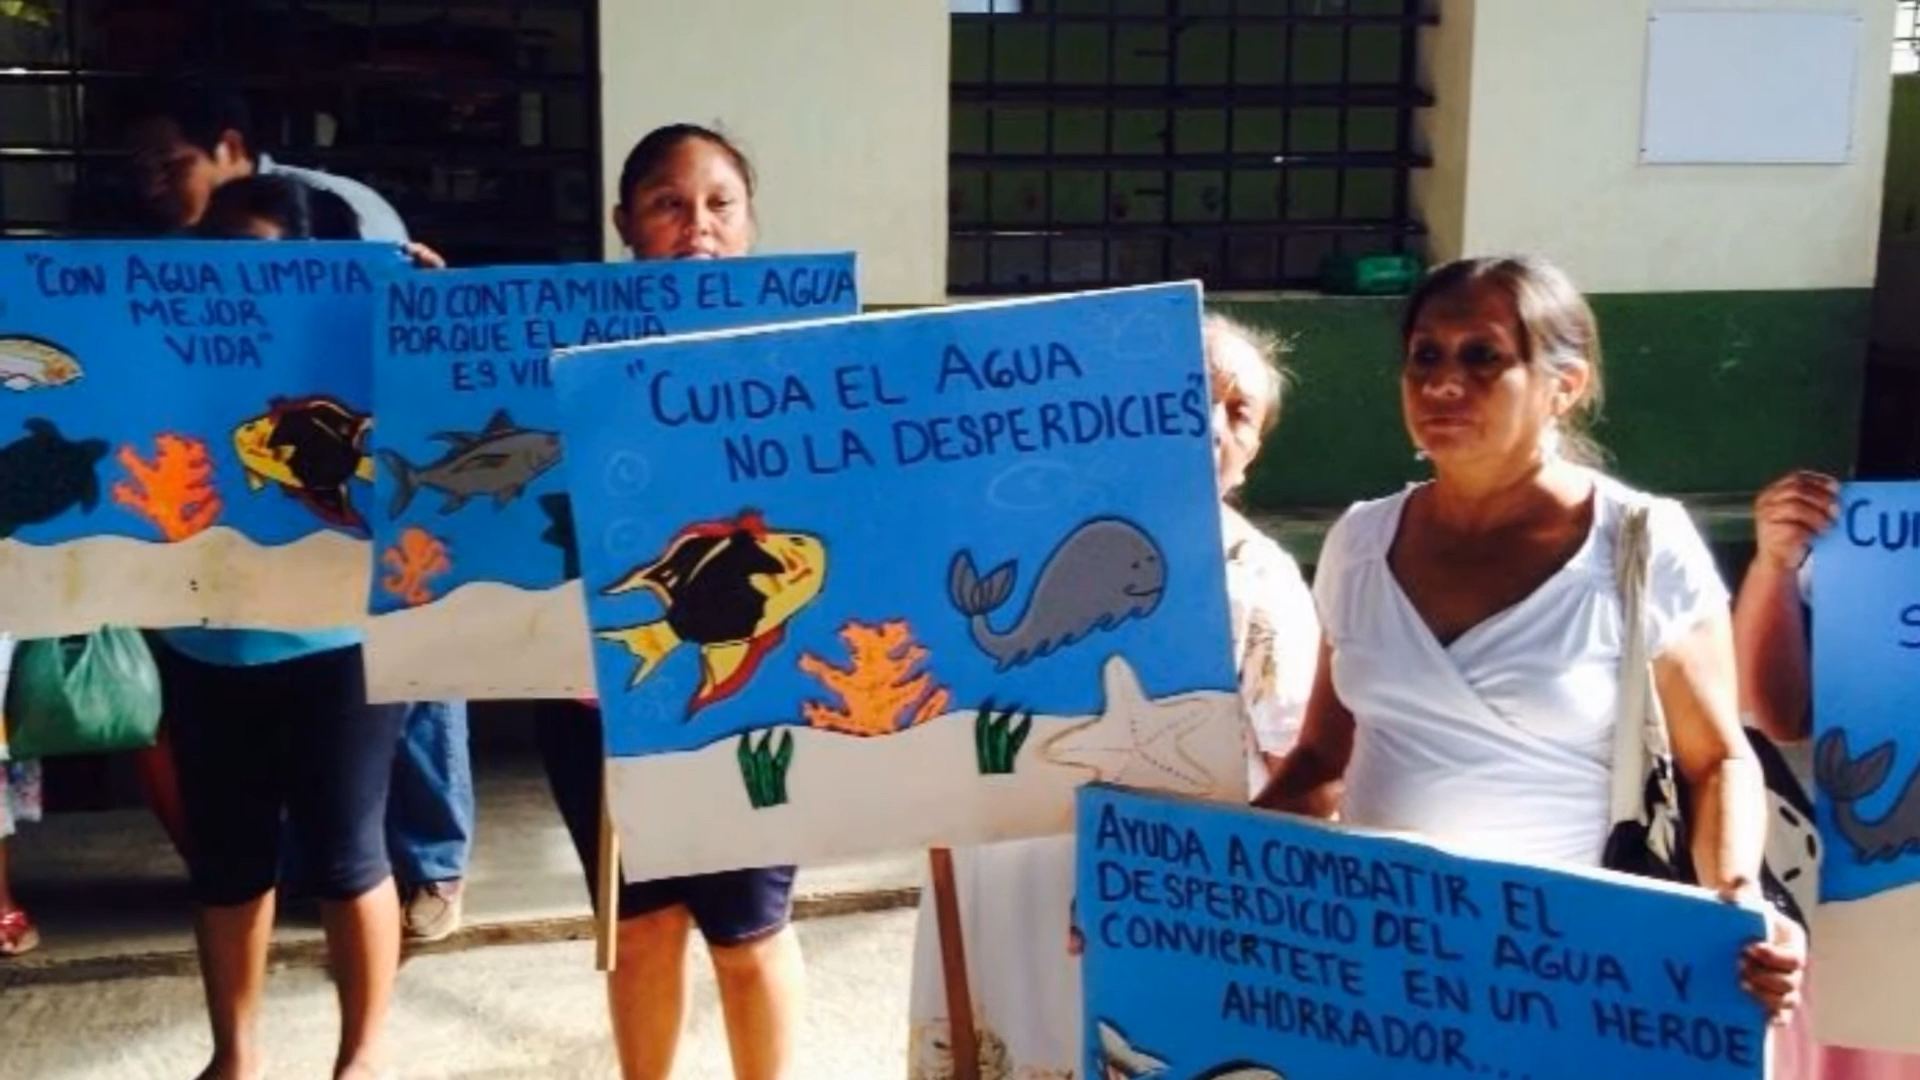 "CON AGUA LIMPIA
MEJOR
VIDA"
NO CONTAMINES EL AGUA
PORQUE EL AGUA
ES
"CUIDA EL AGUA
NO LA DESPERDICIES"
AYUDA A COMBATIR EL
DESPERDICIO DEL AGUA Y
CONVIERTETE EN UN HEROE
AHORRADOR...